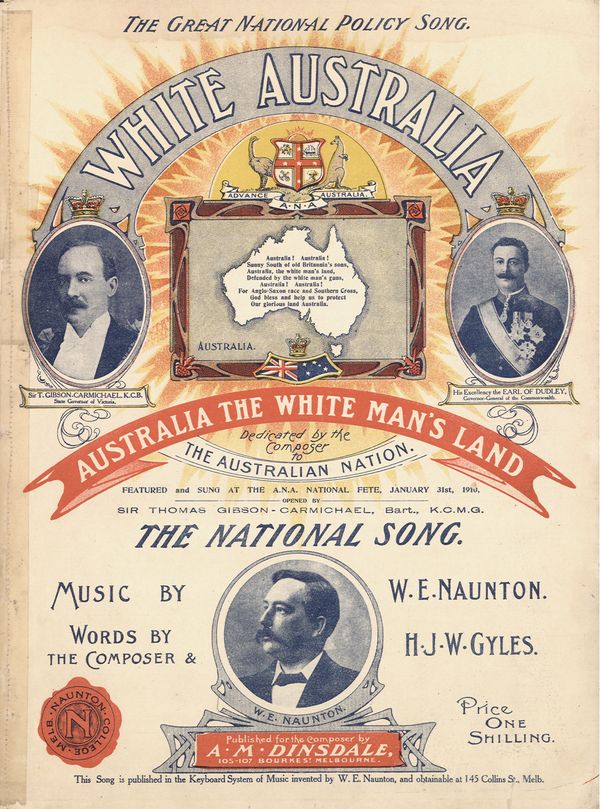 THE GREAT NATIONAL POLICY SONG.
WHITE AUSTRALIA
ADVANCE AUSTRALIA
A·N·A
Australia! Australia!
Sunny South of old Britannia's sons,
Australia, the white man's land,
Defended by the white man's guns,
Australia! Australia!
For Anglo-Saxon race and Southern Cross,
God bless and help us to protect
Our glorious land Australia.
AUSTRALIA.
Sir T. GIBSON-CARMICHAEL, K.C.B.
State Governor of Victoria.
His Excellency the EARL OF DUDLEY,
Governor-General of the Commonwealth.
AUSTRALIA THE WHITE MAN'S LAND
Dedicated by the
Composer
to
THE AUSTRALIAN NATION.
FEATURED and SUNG AT THE A.N.A. NATIONAL FETE, JANUARY 31st, 1910,
OPENED BY
SIR THOMAS GIBSON-CARMICHAEL, Bart., K.C.M.G.
THE NATIONAL SONG.
MUSIC BY W. E. NAUNTON.
WORDS BY
THE COMPOSER & H·J·W·GYLES.
W. E. NAUNTON.
NAUNTON COLLEGE MELB.
N
Price
ONE
SHILLING.
Published for the Composer by
A·M·DINSDALE,
105-107 BOURKE ST MELBOURNE.
This Song is published in the Keyboard System of Music invented by W. E. Naunton, and obtainable at 145 Collins St., Melb.